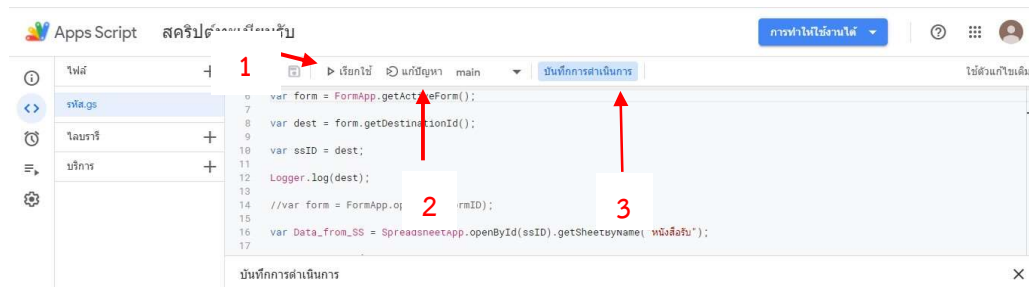 Apps Script
การทำให้ใช้งานได้
ไฟล์
1
เรียกใช้
แก้ปัญหา
main
บันทึกการดำเนินการ
ใช้ตัวแก้ไขเดิม
รหัส.gs
6 var form = FormApp.getActiveForm();
7
8 var dest = form.getDestinationId();
ไลบรารี
9
10 var ssID = dest;
บริการ
11
12 Logger.log(dest);
13
14 //var form = FormApp.op
2
3
15
16 var Data_from_SS = SpreadsheetApp.openById(ssID).getSheetByName( หนังสือรับ");
17
บันทึกการดำเนินการ